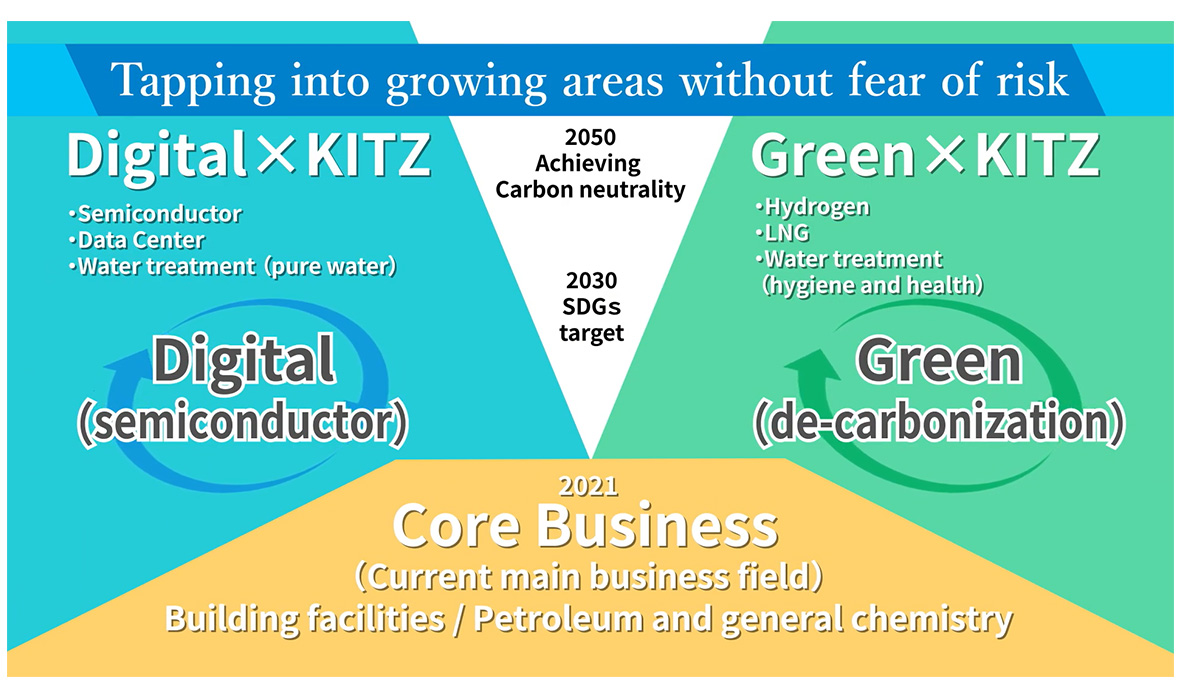 Tapping into growing areas without fear of risk
Digital×KITZ
・Semiconductor
・Data Center
・Water treatment（pure water）
Digital
(semiconductor)
2050
Achieving
Carbon neutrality
2030
SDGs
target
Green×KITZ
・Hydrogen
・LNG
・Water treatment
（hygiene and health）
Green
(de-carbonization)
2021
Core Business
（Current main business field）
Building facilities / Petroleum and general chemistry